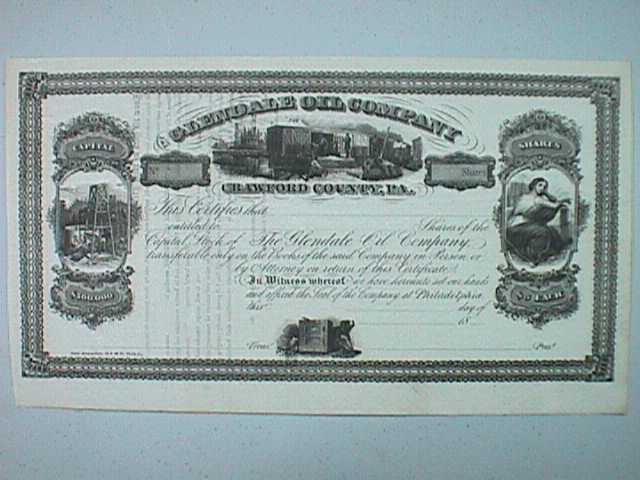 GLENDALE OIL COMPANY
CAPITAL
SHARES
No
Shares
CRAWFORD COUNTY, PA.
This Certifies that
entitled to Shares of the
Capital Stock of The Glendale Oil Company
transferable only on the Books of the said Company in Person or
by Attorney on return of this Certificate
In Witness whereof we have hereunto set our hands
and affixed the Seal of the Company at Philadelphia
this day of
18
EACH
Treas.
Pres.